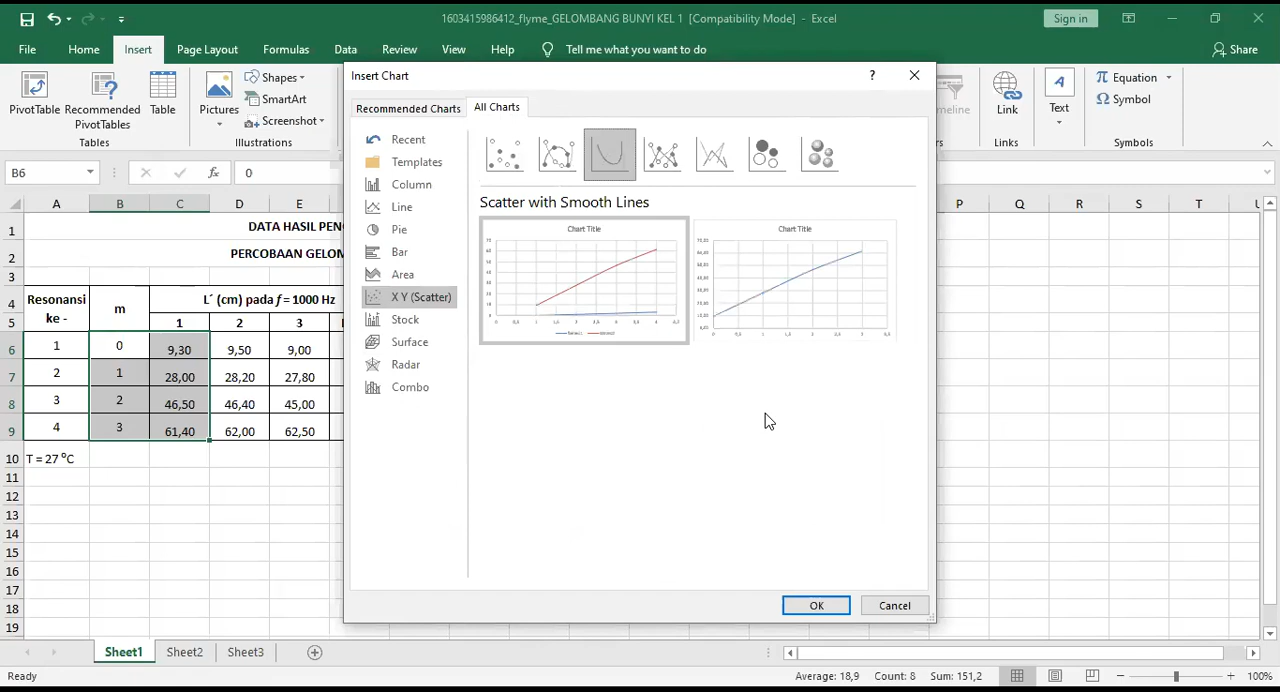 1603415986412_flyme_GELOMBANG BUNYI KEL 1 [Compatibility Mode] - Excel
Sign in
File Home Insert Page Layout Formulas Data Review View Help Tell me what you want to do Share
PivotTable Recommended PivotTables Table
Tables
Pictures Shapes SmartArt Screenshot
Illustrations
Link
Links
Text
Equation
Symbol
Symbols
B6 fx 0
Insert Chart ?
Recommended Charts All Charts
Recent
Templates
Column
Line
Pie
Bar
Area
X Y (Scatter)
Stock
Surface
Radar
Combo
Scatter with Smooth Lines
Chart Title
Chart Title
OK Cancel
A B C D E P Q R S T
1 DATA HASIL PEN
2 PERCOBAAN GELOM
3
4 Resonansi ke - m L´ (cm) pada f = 1000 Hz
5 1 2 3
6 1 0 9,30 9,50 9,00
7 2 1 28,00 28,20 27,80
8 3 2 46,50 46,40 45,00
9 4 3 61,40 62,00 62,50
10 T = 27 ⁰C
11
12
13
14
15
16
17
18
19
Sheet1 Sheet2 Sheet3
Ready Average: 18,9 Count: 8 Sum: 151,2 100%